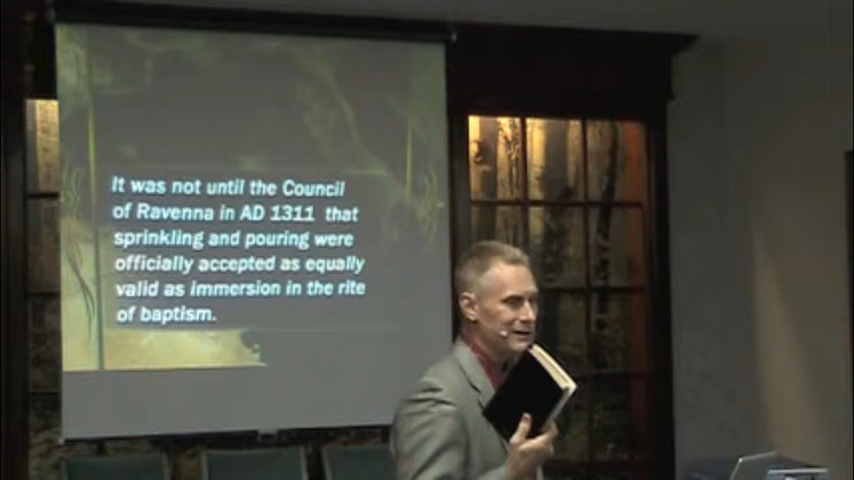 It was not until the Council
of Ravenna in AD 1311 that
sprinkling and pouring were
officially accepted as equally
valid as immersion in the rite
of baptism.